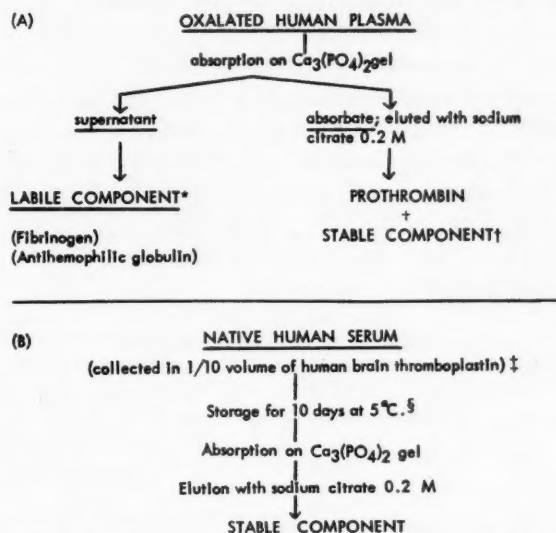 (A) OXALATED HUMAN PLASMA
absorption on Ca3(PO4)2gel
supernatant
absorbate; eluted with sodium
citrate 0.2 M
LABILE COMPONENT*
(Fibrinogen)
(Antihemophilic globulin)
PROTHROMBIN
+
STABLE COMPONENT†
(B) NATIVE HUMAN SERUM
(collected in 1/10 volume of human brain thromboplastin) ‡
Storage for 10 days at 5°C.§
Absorption on Ca3(PO4)2 gel
Elution with sodium citrate 0.2 M
STABLE COMPONENT